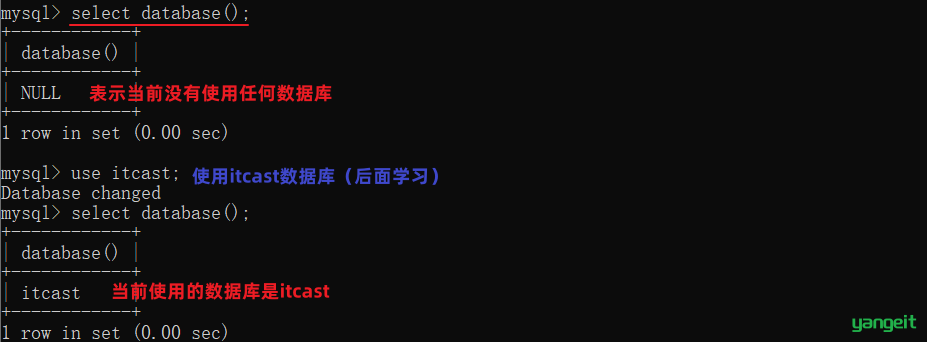 mysql> select database();
+------------+
| database() |
+------------+
| NULL 表示当前没有使用任何数据库
+------------+
1 row in set (0.00 sec)
mysql> use itcast; 使用itcast数据库（后面学习）
Database changed
mysql> select database();
+------------+
| database() |
+------------+
| itcast 当前使用的数据库是itcast
+------------+
1 row in set (0.00 sec)
yangeit